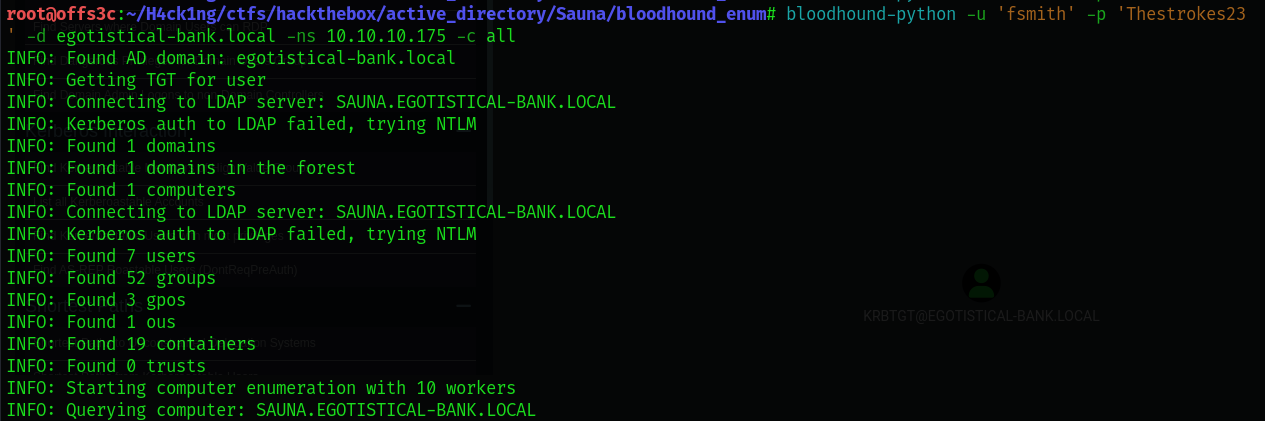 root@offs3c:~/H4ck1ng/ctfs/hackthebox/active_directory/Sauna/bloodhound_enum# bloodhound-python -u 'fsmith' -p 'Thestrokes23
' -d egotistical-bank.local -ns 10.10.10.175 -c all
INFO: Found AD domain: egotistical-bank.local
INFO: Getting TGT for user
INFO: Connecting to LDAP server: SAUNA.EGOTISTICAL-BANK.LOCAL
INFO: Kerberos auth to LDAP failed, trying NTLM
INFO: Found 1 domains
INFO: Found 1 domains in the forest
INFO: Found 1 computers
INFO: Connecting to LDAP server: SAUNA.EGOTISTICAL-BANK.LOCAL
INFO: Kerberos auth to LDAP failed, trying NTLM
INFO: Found 7 users
INFO: Found 52 groups
INFO: Found 3 gpos
KRBTGT@EGOTISTICAL-BANK.LOCAL
INFO: Found 1 ous
INFO: Found 19 containers
INFO: Found 0 trusts
INFO: Starting computer enumeration with 10 workers
INFO: Querying computer: SAUNA.EGOTISTICAL-BANK.LOCAL